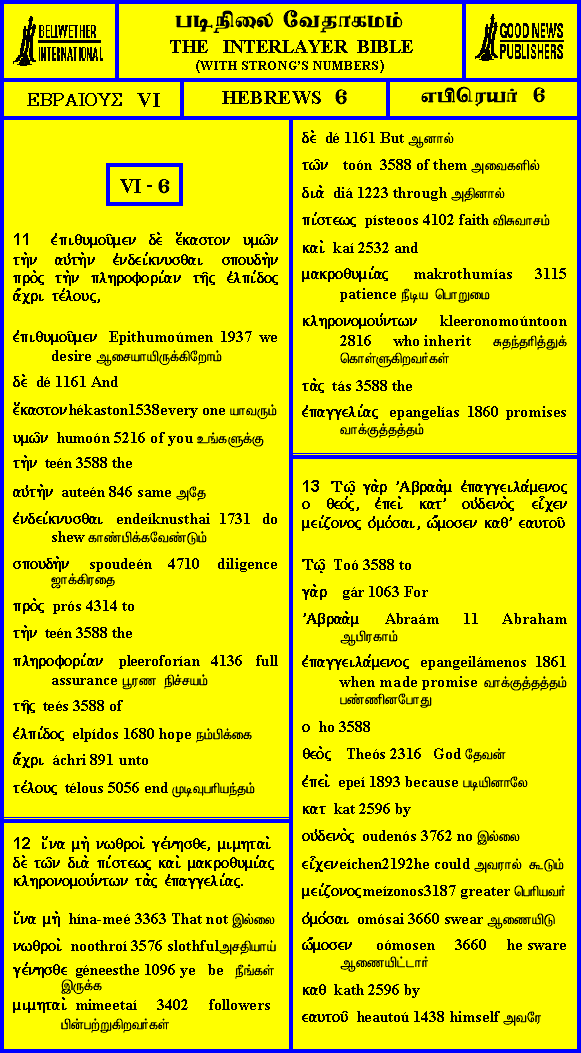 BELLWETHER
INTERNATIONAL
படிநிலை வேதாகமம்
THE INTERLAYER BIBLE
(WITH STRONG'S NUMBERS)
GOOD NEWS
PUBLISHERS
ΕΒΡΑΙΟΥΣ VI
HEBREWS 6
எபிரெயர் 6
VI - 6
11 ἐπιθυμοῦμεν δὲ ἕκαστον υμῶν
τὴν αὐτὴν ἐνδείκνυσθαι σπουδὴν
πρὸς τὴν πληροφορίαν τῆς ἐλπίδος
ἄχρι τέλους,
ἐπιθυμοῦμεν Epithumoúmen 1937 we
desire ஆசையாயிருக்கிறோம்
δὲ dé 1161 And
ἕκαστον hékaston1538every one யாவரும்
υμῶν humoón 5216 of you உங்களுக்கு
τὴν teén 3588 the
αὐτὴν auteén 846 same அதே
ἐνδείκνυσθαι endeíknusthai 1731 do
shew காண்பிக்கவேண்டும்
σπουδὴν spoudeén 4710 diligence
ஜாக்கிரதை
πρὸς prós 4314 to
τὴν teén 3588 the
πληροφορίαν pleeroforían 4136 full
assurance பூரண நிச்சயம்
τῆς teés 3588 of
ἐλπίδος elpídos 1680 hope நம்பிக்கை
ἄχρι áchri 891 unto
τέλους télous 5056 end முடிவுபரியந்தம்
12 ἵνα μὴ νωθροὶ γένησθε, μιμηταὶ
δὲ τῶν διὰ πίστεως καὶ μακροθυμίας
κληρονομούντων τὰς ἐπαγγελίας.
ἵνα μὴ hína-meé 3363 That not இல்லை
νωθροὶ noothroí 3576 slothful அசதியாய்
γένησθε géneesthe 1096 ye be நீங்கள்
இருக்க
μιμηταὶ mimeetaí 3402 followers
பின்பற்றுகிறவர்கள்
δὲ dé 1161 But ஆனால்
τῶν toón 3588 of them அவைகளில்
διὰ diá 1223 through அதினால்
πίστεως písteoos 4102 faith விசுவாசம்
καὶ kaí 2532 and
μακροθυμίας makrothumías 3115
patience நீடிய பொறுமை
κληρονομούντων kleeronomoúntoon
2816 who inherit சுதந்தரித்துக்
கொள்ளுகிறவர்கள்
τὰς tás 3588 the
ἐπαγγελίας epangelías 1860 promises
வாக்குத்தத்தம்
13 Τῷ γὰρ Ἀβραὰμ ἐπαγγειλάμενος
ο θεός, ἐπεὶ κατ' οὐδενὸς εἶχεν
μείζονος ὀμόσαι, ὤμοσεν καθ' εαυτοῦ
Τῷ Toó 3588 to
γὰρ gár 1063 For
Ἀβραὰμ Abraám 11 Abraham
ஆபிரகாம்
ἐπαγγειλάμενος epangeilámenos 1861
when made promise வாக்குத்தத்தம்
பண்ணினபோது
ο ho 3588
θεὸς Theós 2316 God தேவன்
ἐπεὶ epeí 1893 because படியினாலே
κατ kat 2596 by
οὐδενὸς oudenós 3762 no இல்லை
εἶχεν eíchen2192he could அவரால் கூடும்
μείζονος meízonos3187 greater பெரியவர்
ὀμόσαι omósai 3660 swear ஆணையிடு
ὤμοσεν oómosen 3660 he sware
ஆணையிட்டார்
καθ kath 2596 by
εαυτοῦ heautoú 1438 himself அவரே